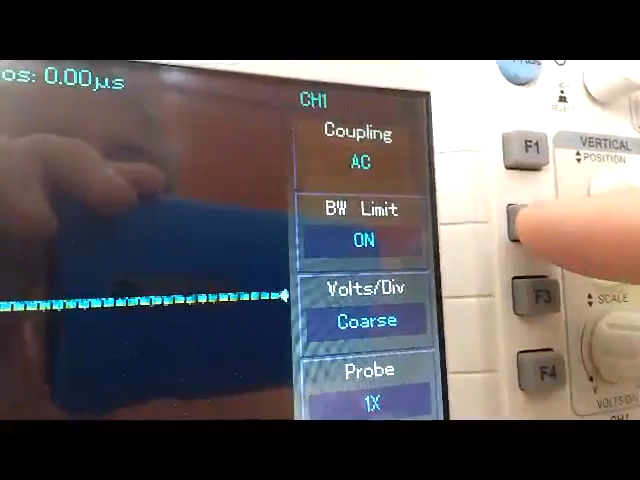 os: 0.00µs
CH1
Coupling
AC
BW Limit
ON
Volts/Div
Coarse
Probe
1X
F1
F3
F4
VERTICAL
POSITION
SCALE
VOLTS/DIV
CH1